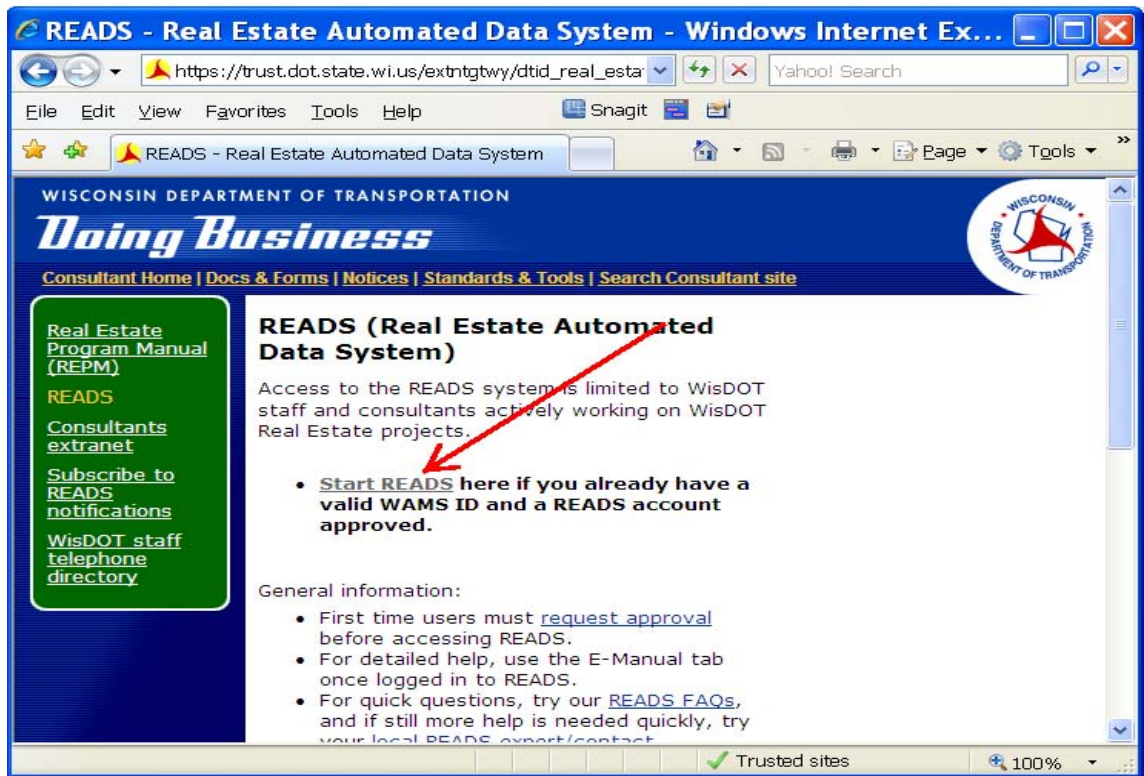 READS - Real Estate Automated Data System - Windows Internet Ex...
https://trust.dot.state.wi.us/extntgtwy/dtid_real_esta
Yahoo! Search
File Edit View Favorites Tools Help Snagit
READS - Real Estate Automated Data System
Page Tools »
WISCONSIN DEPARTMENT OF TRANSPORTATION
Doing Business
WISCONSIN DEPARTMENT OF TRANSPORTATION
Consultant Home | Docs & Forms | Notices | Standards & Tools | Search Consultant site
Real Estate
Program Manual
(REPM)
READS
Consultants
extranet
Subscribe to
READS
notifications
WisDOT staff
telephone
directory
READS (Real Estate Automated
Data System)
Access to the READS system is limited to WisDOT
staff and consultants actively working on WisDOT
Real Estate projects.
• Start READS here if you already have a
valid WAMS ID and a READS account
approved.
General information:
• First time users must request approval
before accessing READS.
• For detailed help, use the E-Manual tab
once logged in to READS.
• For quick questions, try our READS FAQs,
and if still more help is needed quickly, try
your local READS expert/contact
Trusted sites
100%